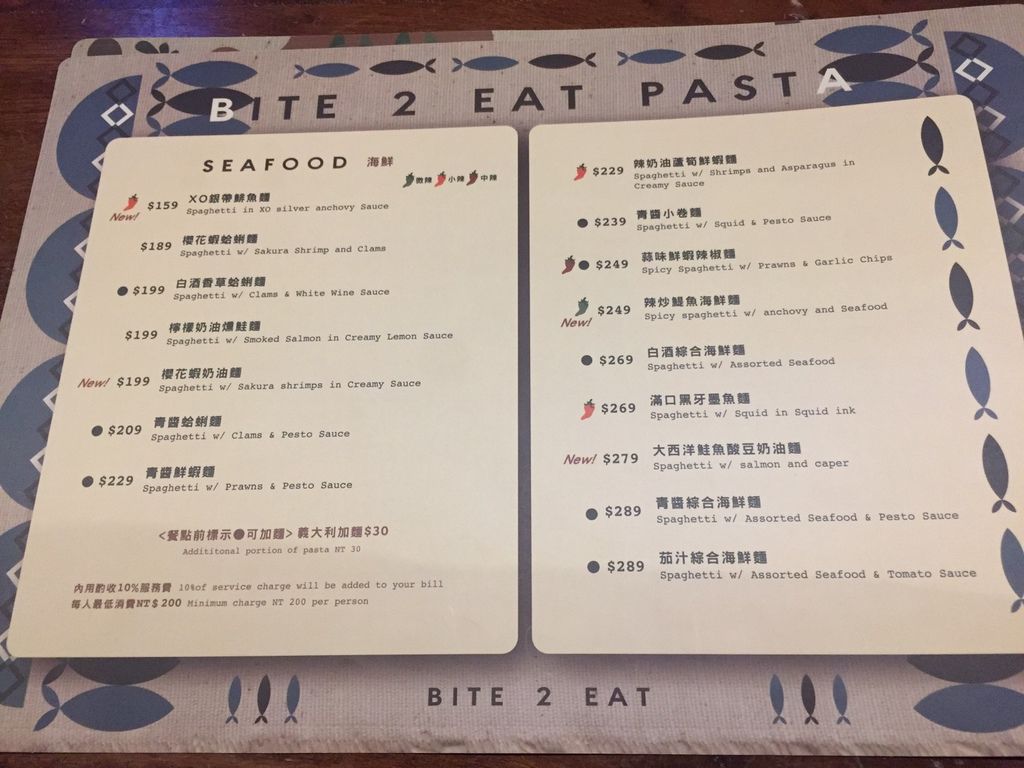 BITE 2 EAT PASTA
SEAFOOD 海鮮
微辣 小辣 中辣
New! $159 XO銀帶鯡魚麵
Spaghetti in XO silver anchovy Sauce
$189 櫻花蝦蛤蜊麵
Spaghetti w/ Sakura Shrimp and Clams
● $199 白酒香草蛤蜊麵
Spaghetti w/ Clams & White Wine Sauce
$199 檸檬奶油燻鮭麵
Spaghetti w/ Smoked Salmon in Creamy Lemon Sauce
New! $199 櫻花蝦奶油麵
Spaghetti w/ Sakura shrimps in Creamy Sauce
● $209 青醬蛤蜊麵
Spaghetti w/ Clams & Pesto Sauce
● $229 青醬鮮蝦麵
Spaghetti w/ Prawns & Pesto Sauce
<餐點前標示●可加麵> 義大利加麵$30
Addititonal portion of pasta NT 30
內用酌收10%服務費 10%of service charge will be added to your bill
每人最低消費NT$200 Minimum charge NT 200 per person
$229 辣奶油蘆筍鮮蝦麵
Spaghetti w/ Shrimps and Asparagus in
Creamy Sauce
● $239 青醬小卷麵
Spaghetti w/ Squid & Pesto Sauce
● $249 蒜味鮮蝦辣椒麵
Spicy Spaghetti w/ Prawns & Garlic Chips
New! $249 辣炒鯷魚海鮮麵
Spicy spaghetti w/ anchovy and Seafood
● $269 白酒綜合海鮮麵
Spaghetti w/ Assorted Seafood
$269 滿口黑牙墨魚麵
Spaghetti w/ Squid in Squid ink
New! $279 大西洋鮭魚酸豆奶油麵
Spaghetti w/ salmon and caper
● $289 青醬綜合海鮮麵
Spaghetti w/ Assorted Seafood & Pesto Sauce
● $289 茄汁綜合海鮮麵
Spaghetti w/ Assorted Seafood & Tomato Sauce
BITE 2 EAT